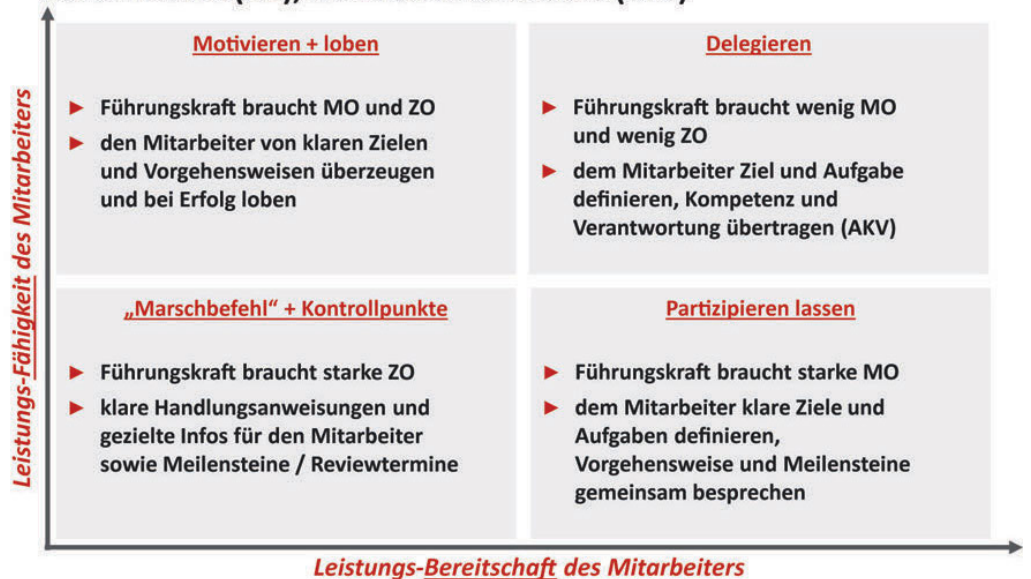 Motivieren + loben
► Führungskraft braucht MO und ZO
► den Mitarbeiter von klaren Zielen
und Vorgehensweisen überzeugen
und bei Erfolg loben
Delegieren
► Führungskraft braucht wenig MO
und wenig ZO
► dem Mitarbeiter Ziel und Aufgabe
definieren, Kompetenz und
Verantwortung übertragen (AKV)
„Marschbefehl“ + Kontrollpunkte
► Führungskraft braucht starke ZO
► klare Handlungsanweisungen und
gezielte Infos für den Mitarbeiter
sowie Meilensteine / Reviewtermine
Partizipieren lassen
► Führungskraft braucht starke MO
► dem Mitarbeiter klare Ziele und
Aufgaben definieren,
Vorgehensweise und Meilensteine
gemeinsam besprechen
Leistungs-Fähigkeit des Mitarbeiters
Leistungs-Bereitschaft des Mitarbeiters